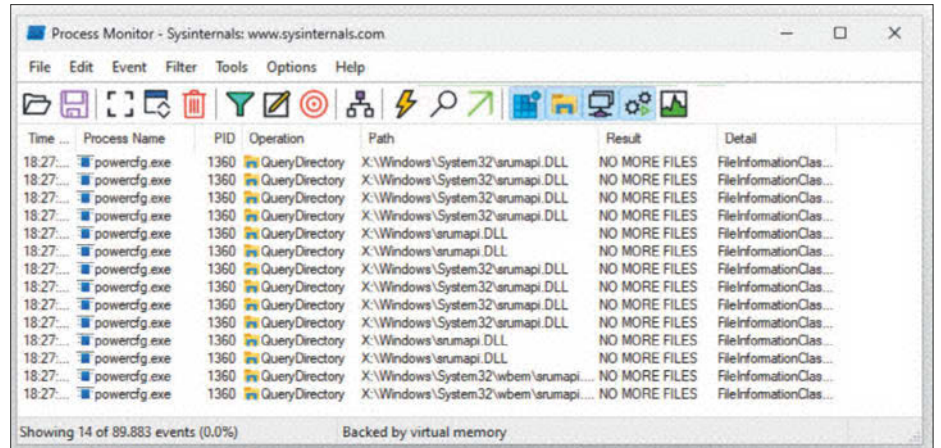 Process Monitor - Sysinternals: www.sysinternals.com
File Edit Event Filter Tools Options Help
Time ... Process Name PID Operation Path Result Detail
18:27:... powercfg.exe 1360 QueryDirectory X:\Windows\System32\srumapi.DLL NO MORE FILES FileInformationClas...
18:27:... powercfg.exe 1360 QueryDirectory X:\Windows\System32\srumapi.DLL NO MORE FILES FileInformationClas...
18:27:... powercfg.exe 1360 QueryDirectory X:\Windows\System32\srumapi.DLL NO MORE FILES FileInformationClas...
18:27:... powercfg.exe 1360 QueryDirectory X:\Windows\System32\srumapi.DLL NO MORE FILES FileInformationClas...
18:27:... powercfg.exe 1360 QueryDirectory X:\Windows\srumapi.DLL NO MORE FILES FileInformationClas...
18:27:... powercfg.exe 1360 QueryDirectory X:\Windows\srumapi.DLL NO MORE FILES FileInformationClas...
18:27:... powercfg.exe 1360 QueryDirectory X:\Windows\System32\srumapi.DLL NO MORE FILES FileInformationClas...
18:27:... powercfg.exe 1360 QueryDirectory X:\Windows\System32\srumapi.DLL NO MORE FILES FileInformationClas...
18:27:... powercfg.exe 1360 QueryDirectory X:\Windows\System32\srumapi.DLL NO MORE FILES FileInformationClas...
18:27:... powercfg.exe 1360 QueryDirectory X:\Windows\System32\srumapi.DLL NO MORE FILES FileInformationClas...
18:27:... powercfg.exe 1360 QueryDirectory X:\Windows\srumapi.DLL NO MORE FILES FileInformationClas...
18:27:... powercfg.exe 1360 QueryDirectory X:\Windows\srumapi.DLL NO MORE FILES FileInformationClas...
18:27:... powercfg.exe 1360 QueryDirectory X:\Windows\System32\wbem\srumapi.... NO MORE FILES FileInformationClas...
18:27:... powercfg.exe 1360 QueryDirectory X:\Windows\System32\wbem\srumapi.... NO MORE FILES FileInformationClas...
Showing 14 of 89.883 events (0.0%) Backed by virtual memory